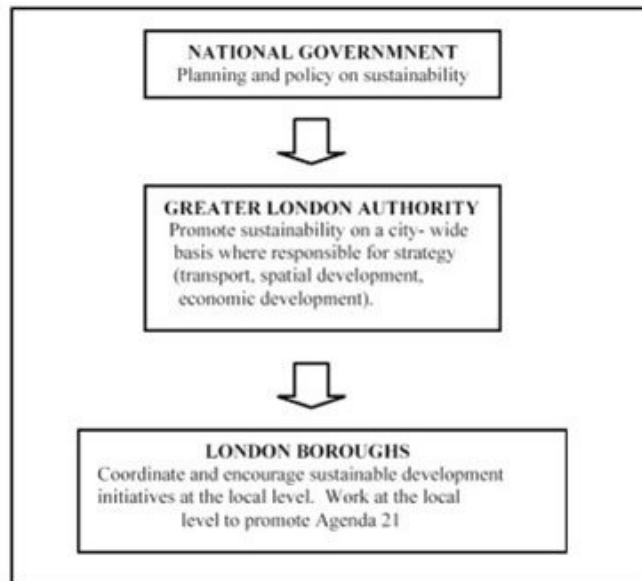 NATIONAL GOVERNMNENT
Planning and policy on sustainability
GREATER LONDON AUTHORITY
Promote sustainability on a city- wide
basis where responsible for strategy
(transport, spatial development,
economic development).
LONDON BOROUGHS
Coordinate and encourage sustainable development
initiatives at the local level. Work at the local
level to promote Agenda 21